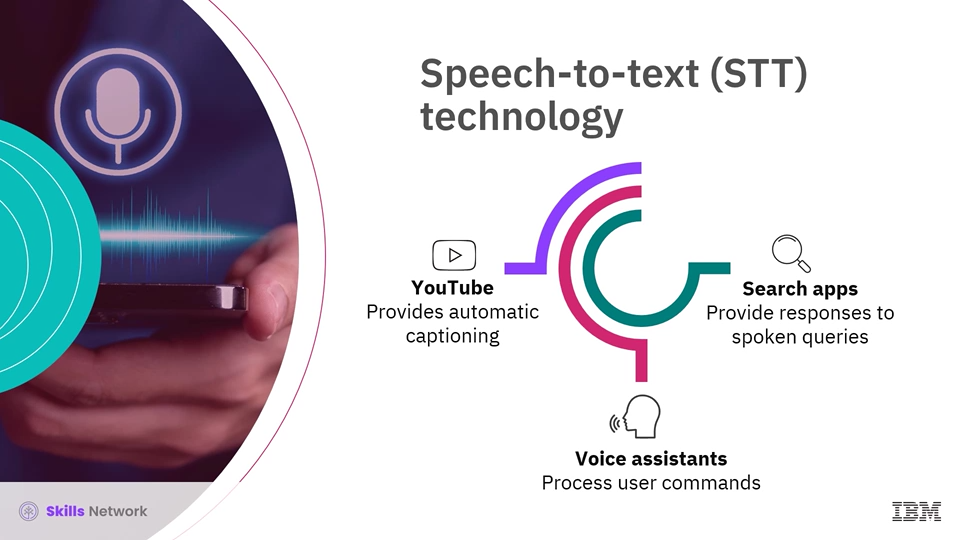 Speech-to-text (STT)
technology
YouTube
Provides automatic
captioning
Search apps
Provide responses to
spoken queries
Voice assistants
Process user commands
Skills Network
IBM